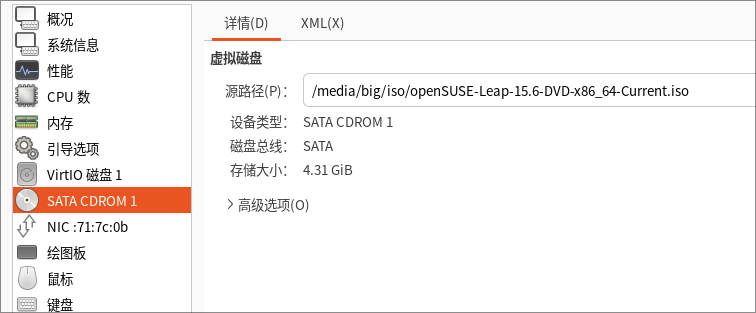 概况
系统信息
性能
CPU 数
内存
引导选项
VirtIO 磁盘 1
SATA CDROM 1
NIC :71:7c:0b
绘图板
鼠标
键盘
详情(D) XML(X)
虚拟磁盘
源路径(P)： /media/big/iso/openSUSE-Leap-15.6-DVD-x86_64-Current.iso
设备类型： SATA CDROM 1
磁盘总线： SATA
存储大小： 4.31 GiB
高级选项(O)